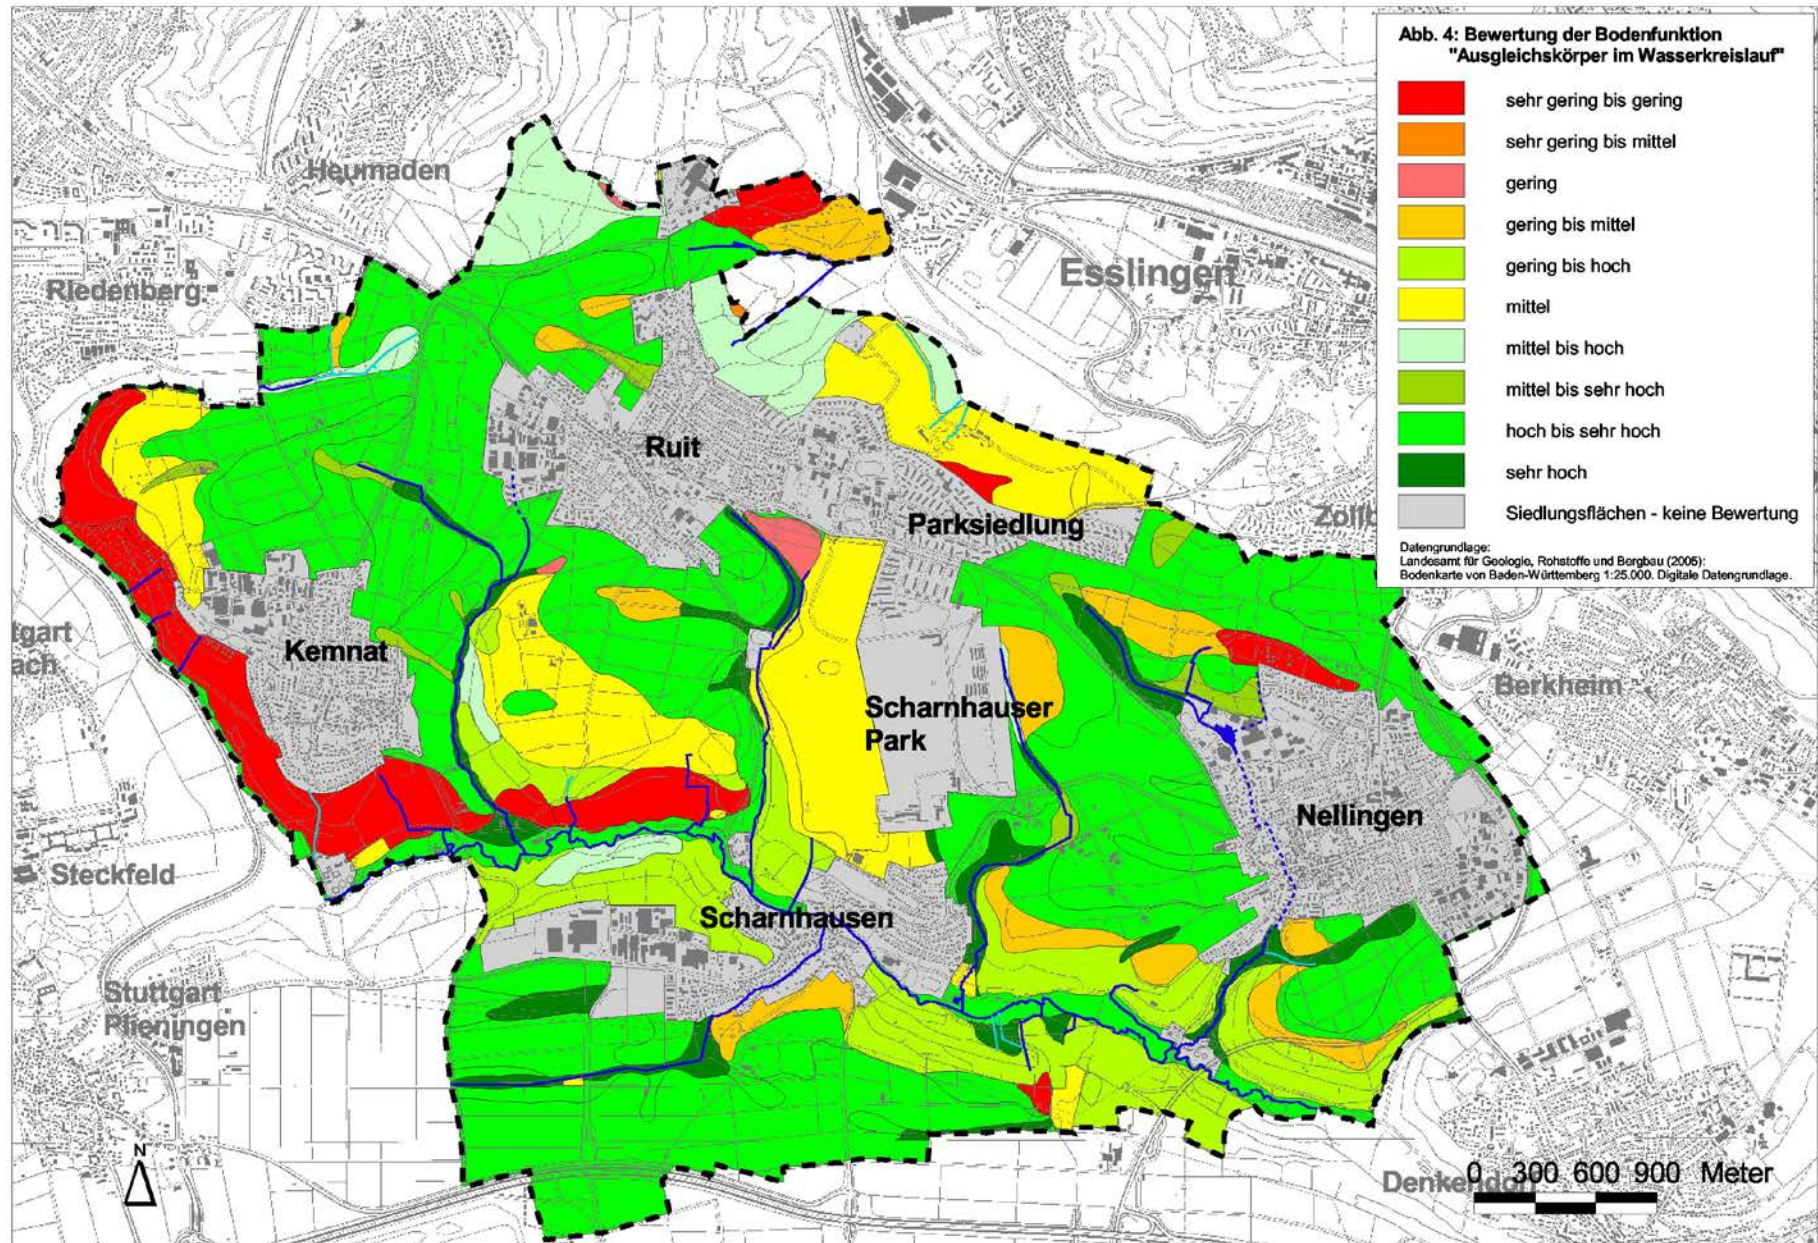 Abb. 4: Bewertung der Bodenfunktion
"Ausgleichskörper im Wasserkreislauf"
sehr gering bis gering
sehr gering bis mittel
gering
gering bis mittel
gering bis hoch
mittel
mittel bis hoch
mittel bis sehr hoch
hoch bis sehr hoch
sehr hoch
Siedlungsflächen - keine Bewertung
Datengrundlage:
Landesamt für Geologie, Rohstoffe und Bergbau (2005):
Bodenkarte von Baden-Württemberg 1:25.000. Digitale Datengrundlage.
Heumaden
Riedenberg
Esslingen
Ruit
Parksiedlung
Zollb
tgart
ach
Kemnat
Berkheim
Scharnhauser
Park
Nellingen
Steckfeld
Scharnhausen
Stuttgart
Plieningen
N
Denkendorf
0 300 600 900 Meter